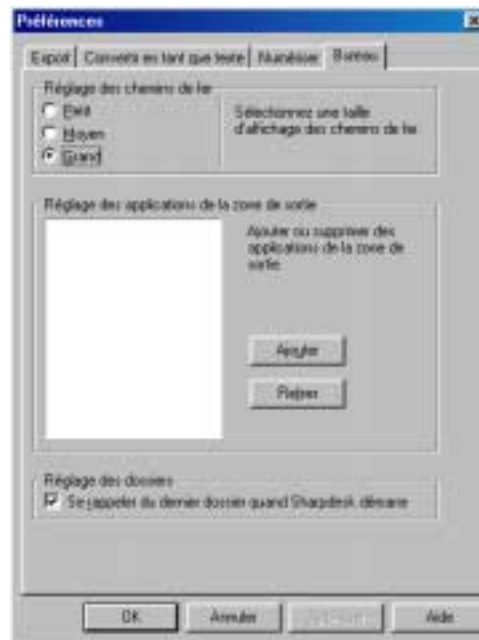 Préférences
Export
Convertir en tant que texte
Numériser
Bureau
Réglage des chemins de fer
Petit
Moyen
Grand
Sélectionnez une taille
d'affichage des chemins de fer
Réglage des applications de la zone de sortie
Ajouter ou supprimer des
applications de la zone de
sortie.
Ajouter
Retirer
Réglage des dossiers
Se rappeler du dernier dossier quand Sharpdesk démarre
OK
Annuler
Appliquer
Aide